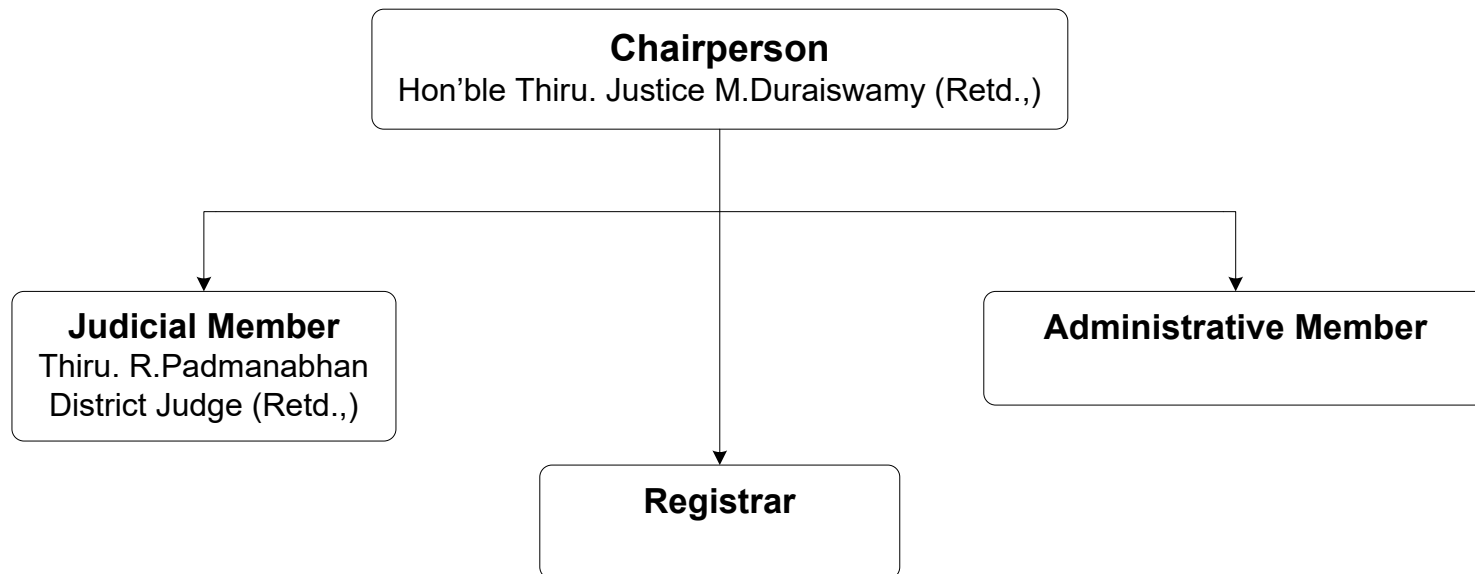 Chairperson
Hon’ble Thiru. Justice M.Duraiswamy (Retd.,)
Judicial Member
Thiru. R.Padmanabhan
District Judge (Retd.,)
Administrative Member
Registrar